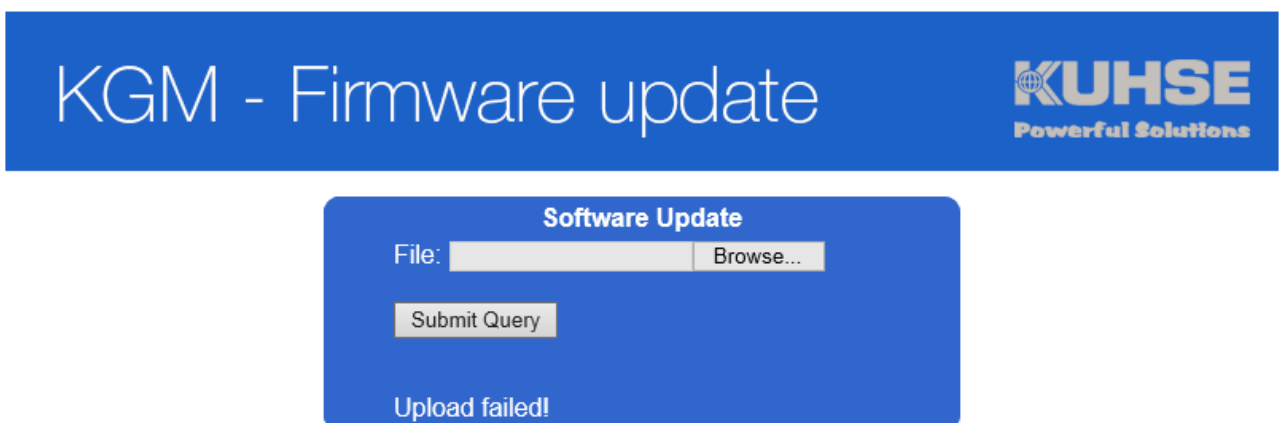 KGM - Firmware update
KUHSE
Powerful Solutions
Software Update
File: Browse...
Submit Query
Upload failed!